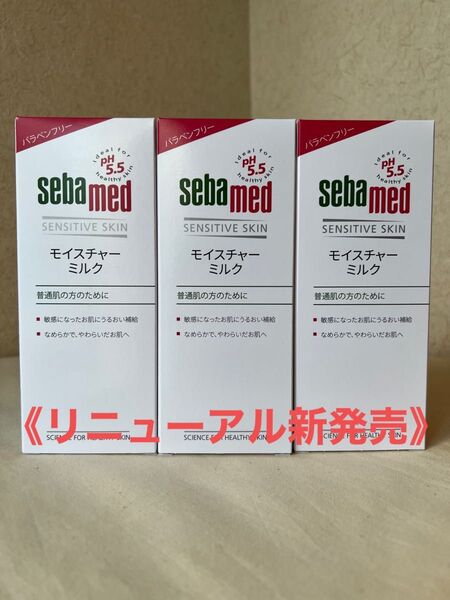 パラベンフリー
Ideal for healthy skin
pH 5.5
sebamed
SENSITIVE SKIN
モイスチャー
ミルク
普通肌の方のために
敏感になったお肌にうるおい補給
なめらかで、やわらいだお肌へ
SCIENCE FOR HEALTHY SKIN
パラベンフリー
Ideal for healthy skin
pH 5.5
sebamed
SENSITIVE SKIN
モイスチャー
ミルク
普通肌の方のために
敏感になったお肌にうるおい補給
なめらかで、やわらいだお肌へ
SCIENCE FOR HEALTHY SKIN
パラベンフリー
Ideal for healthy skin
pH 5.5
sebamed
SENSITIVE SKIN
モイスチャー
ミルク
普通肌の方のために
敏感になったお肌にうるおい補給
なめらかで、やわらいだお肌へ
SCIENCE FOR HEALTHY SKIN
《リニューアル新発売》